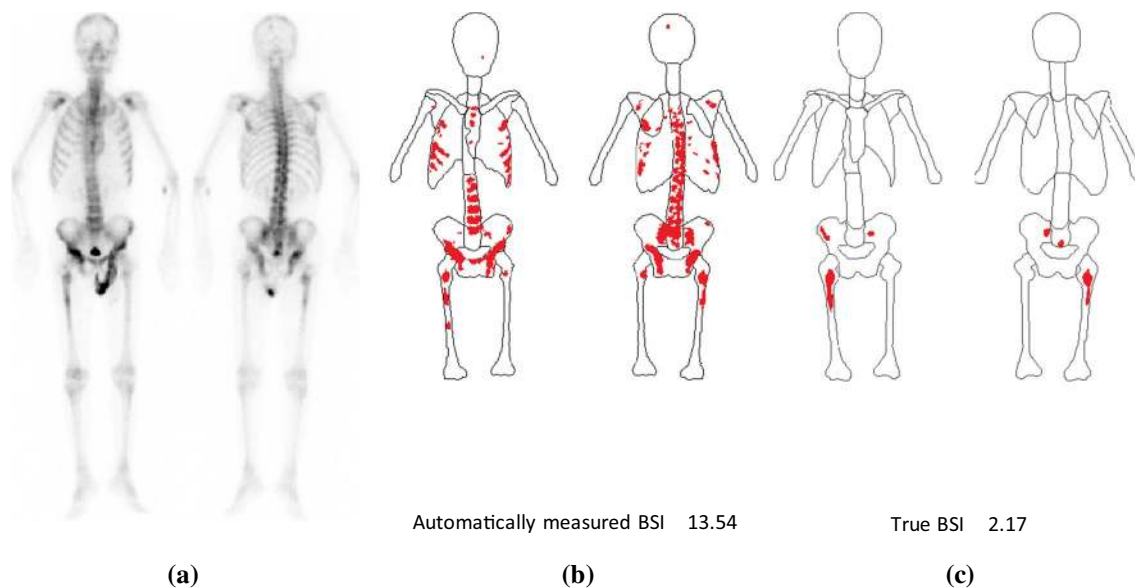 Automatically measured BSI 13.54
True BSI 2.17
(a)
(b)
(c)